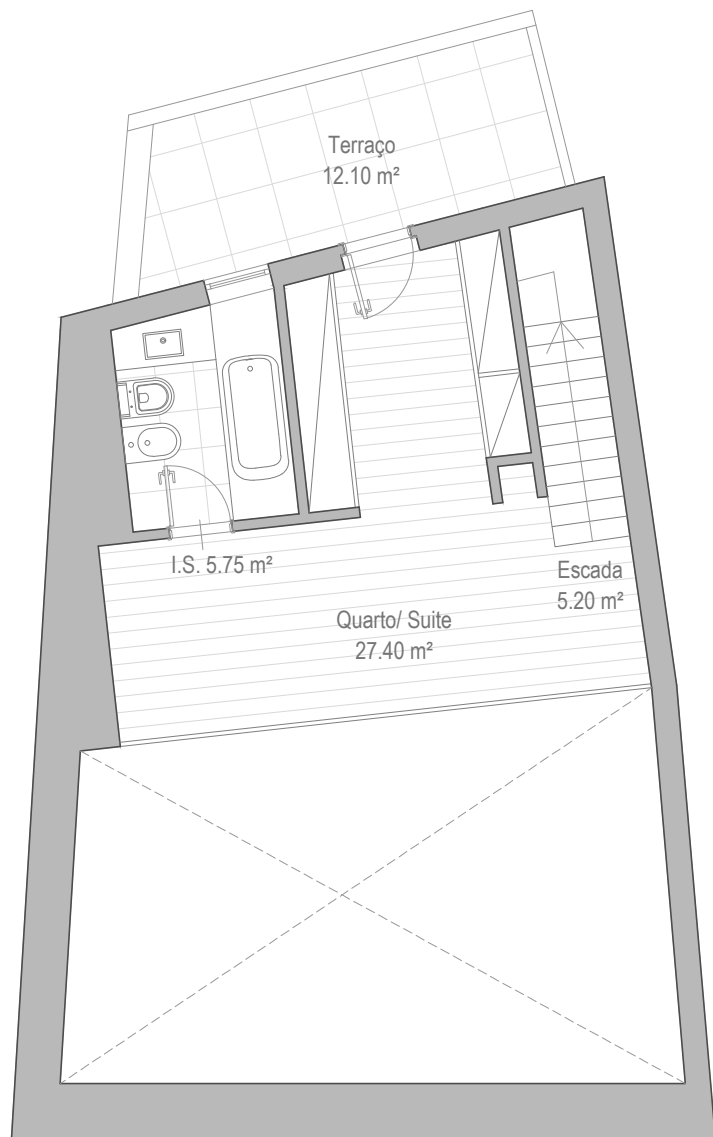 Terraço
12.10 m²
I.S. 5.75 m²
Escada
5.20 m²
Quarto/ Suite
27.40 m²